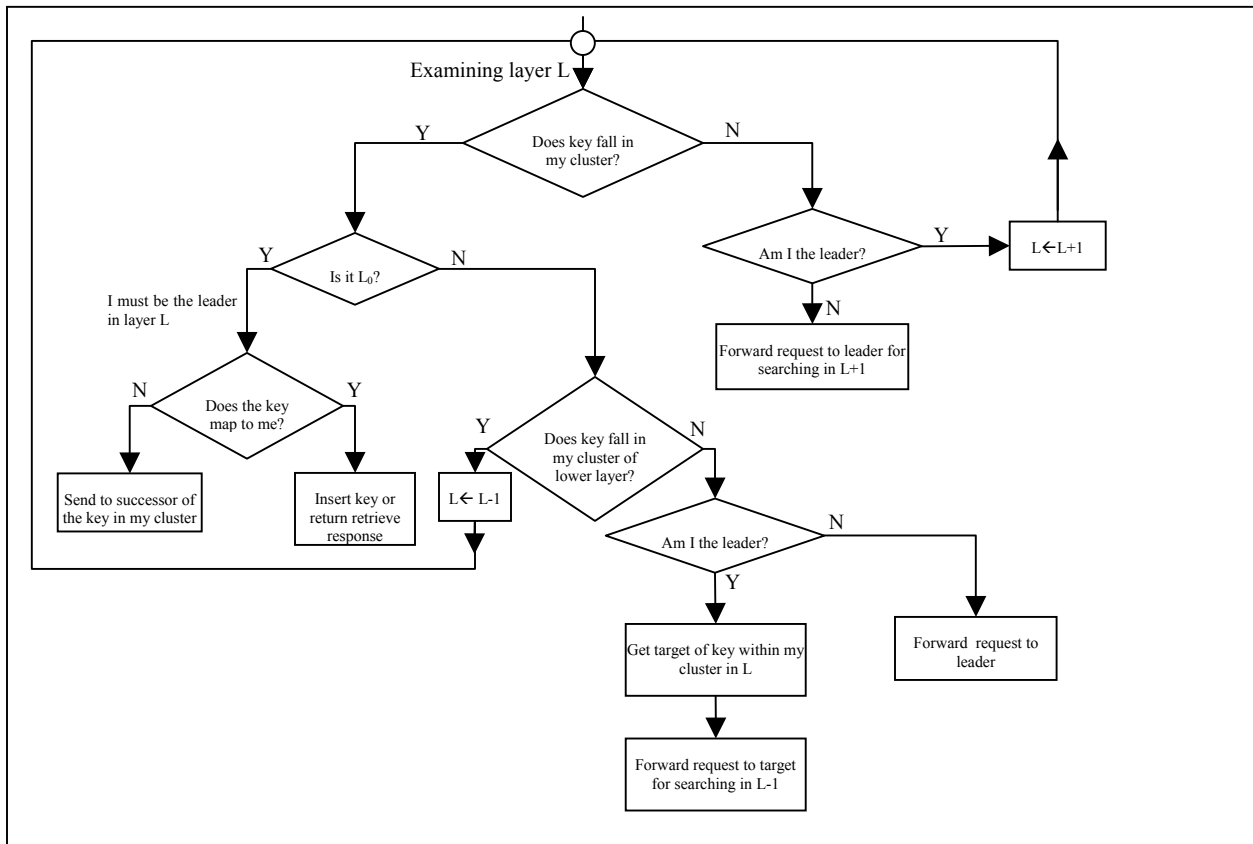 Examining layer L
Y
N
Does key fall in
my cluster?
Y
N
Is it L₀?
Am I the leader?
Y
L←L+1
I must be the leader
in layer L
N
Forward request to leader for
searching in L+1
N
Y
Does the key
map to me?
Y
N
Does key fall in
my cluster of
lower layer?
Send to successor of
the key in my cluster
Insert key or
return retrieve
response
L← L-1
Am I the leader?
N
Y
Get target of key within my
cluster in L
Forward request to
leader
Forward request to target
for searching in L-1